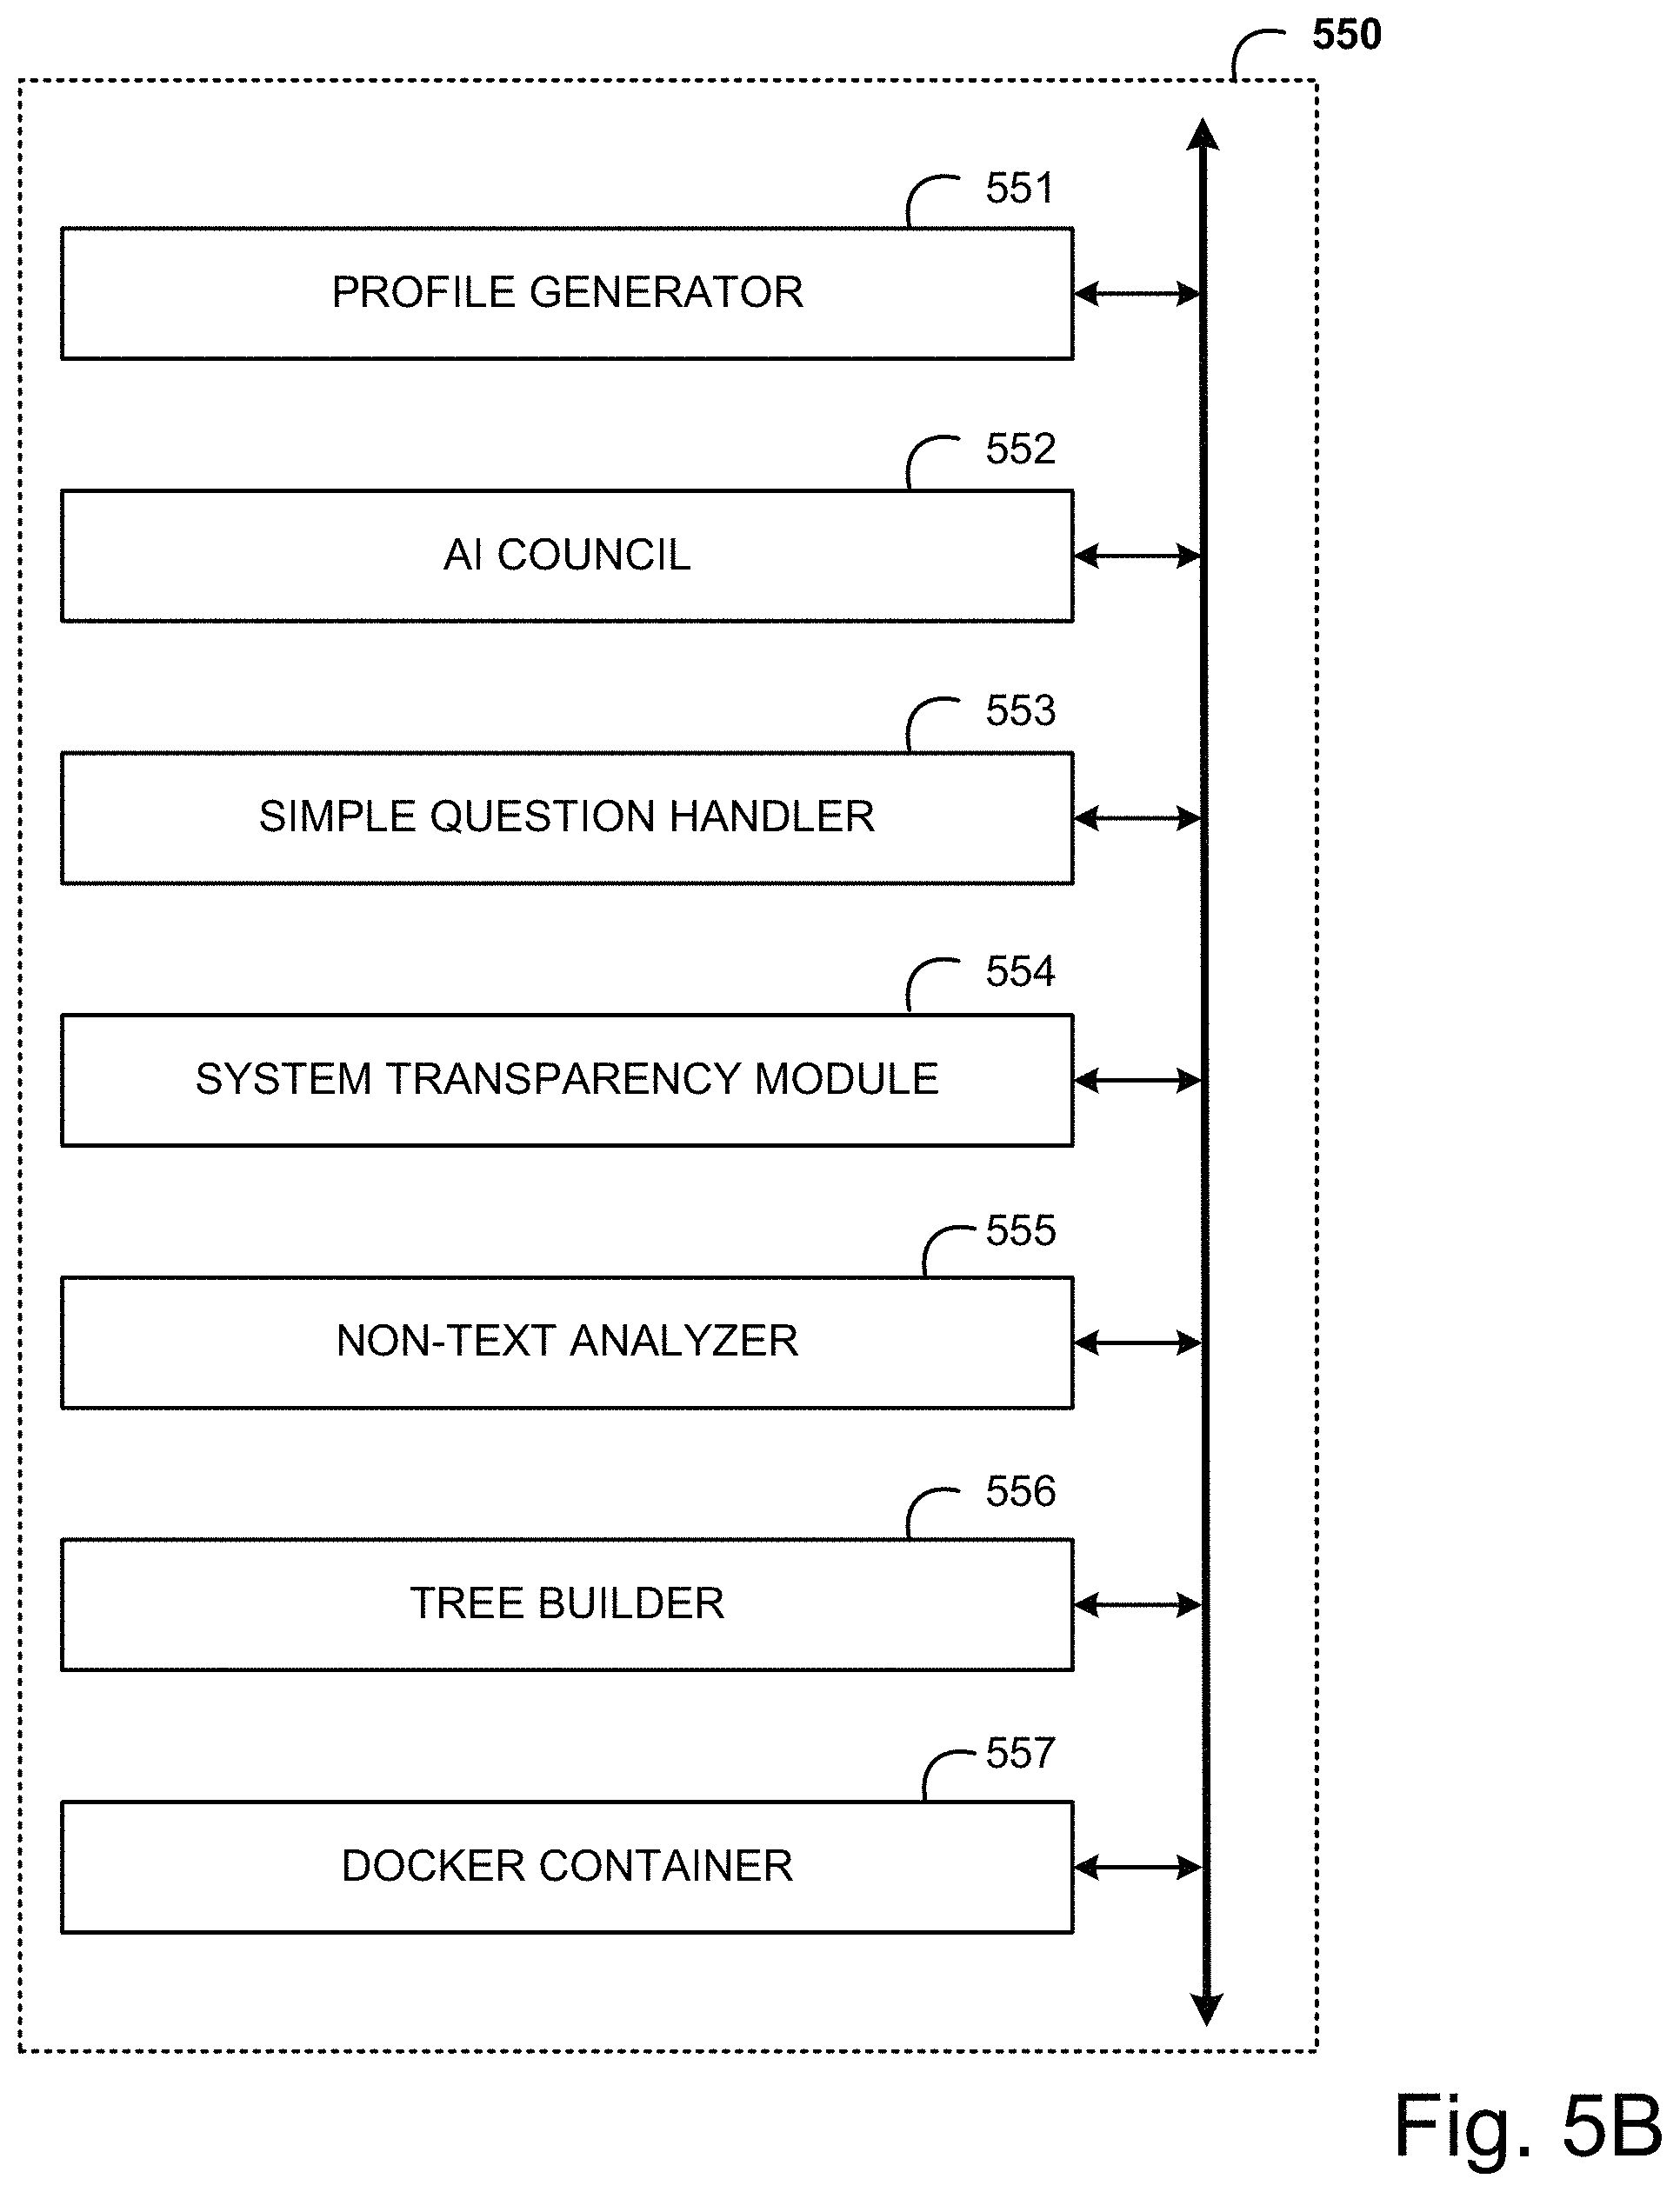 550
551
PROFILE GENERATOR
552
AI COUNCIL
553
SIMPLE QUESTION HANDLER
554
SYSTEM TRANSPARENCY MODULE
555
NON-TEXT ANALYZER
556
TREE BUILDER
557
DOCKER CONTAINER
Fig. 5B